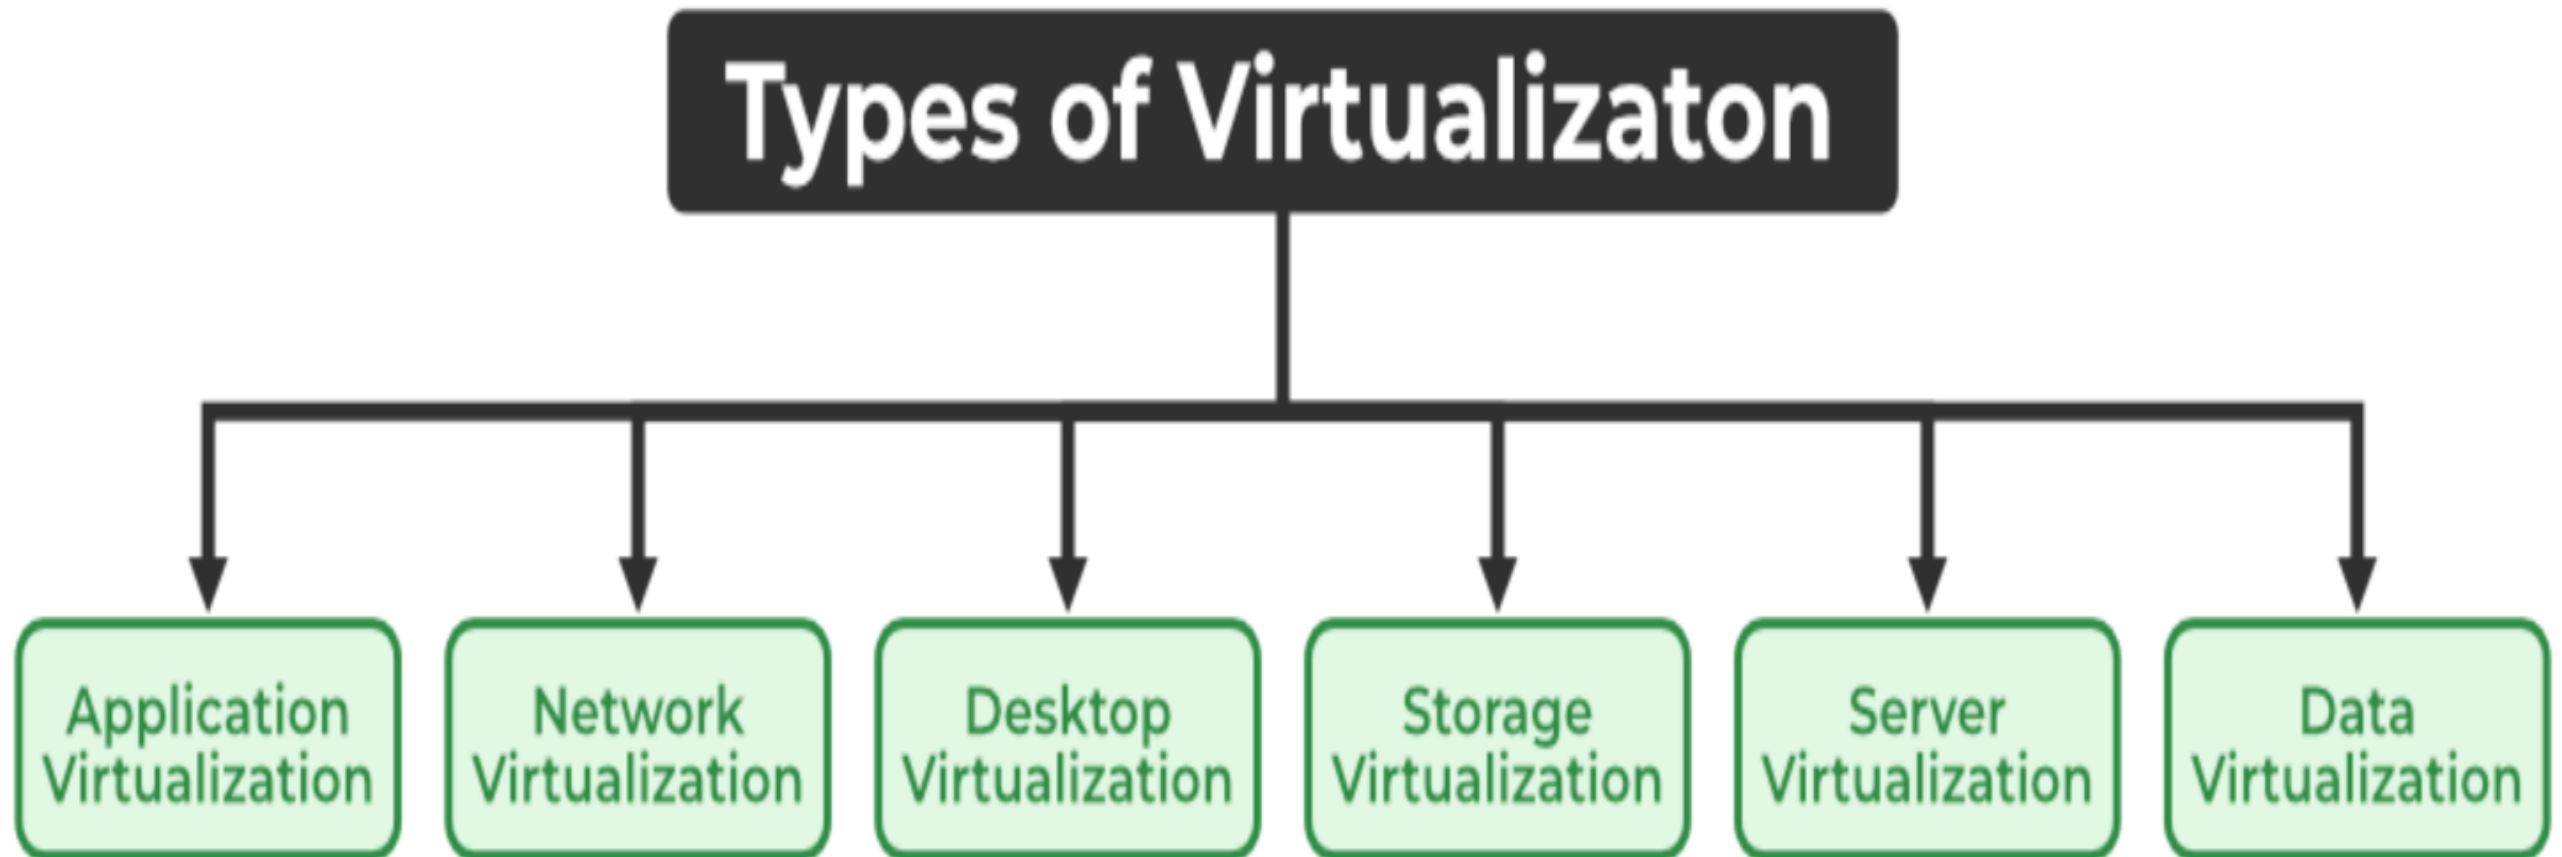 Types of Virtualizaton
Application
Virtualization
Network
Virtualization
Desktop
Virtualization
Storage
Virtualization
Server
Virtualization
Data
Virtualization